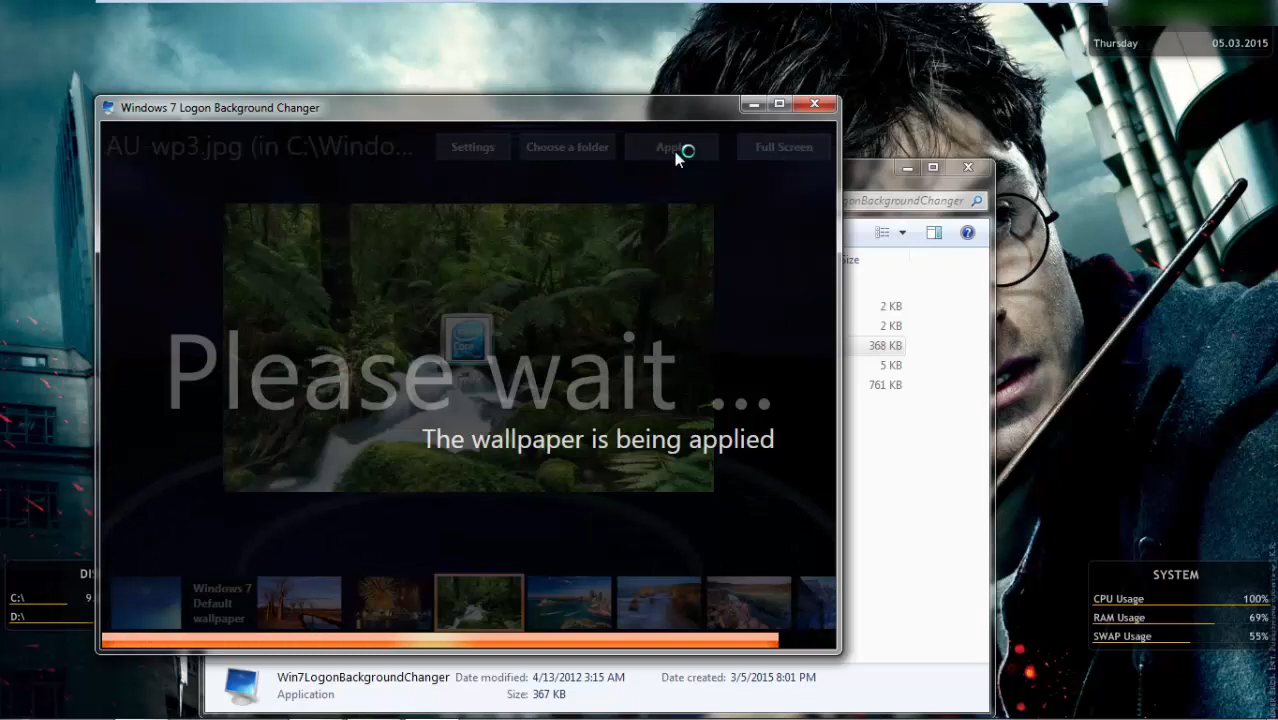 Thursday 05.03.2015
Windows 7 Logon Background Changer
AU-wp3.jpg (in C:\Windo...
Settings
Choose a folder
Full Screen
gonBackgroundChanger
Size
2 KB
2 KB
368 KB
5 KB
761 KB
Please wait ...
The wallpaper is being applied
Windows 7
Default
wallpaper
C:\ 9
D:\
SYSTEM
CPU Usage 100%
RAM Usage 69%
SWAP Usage 55%
Win7LogonBackgroundChanger Date modified: 4/13/2012 3:15 AM Date created: 3/5/2015 8:01 PM
Application Size: 367 KB